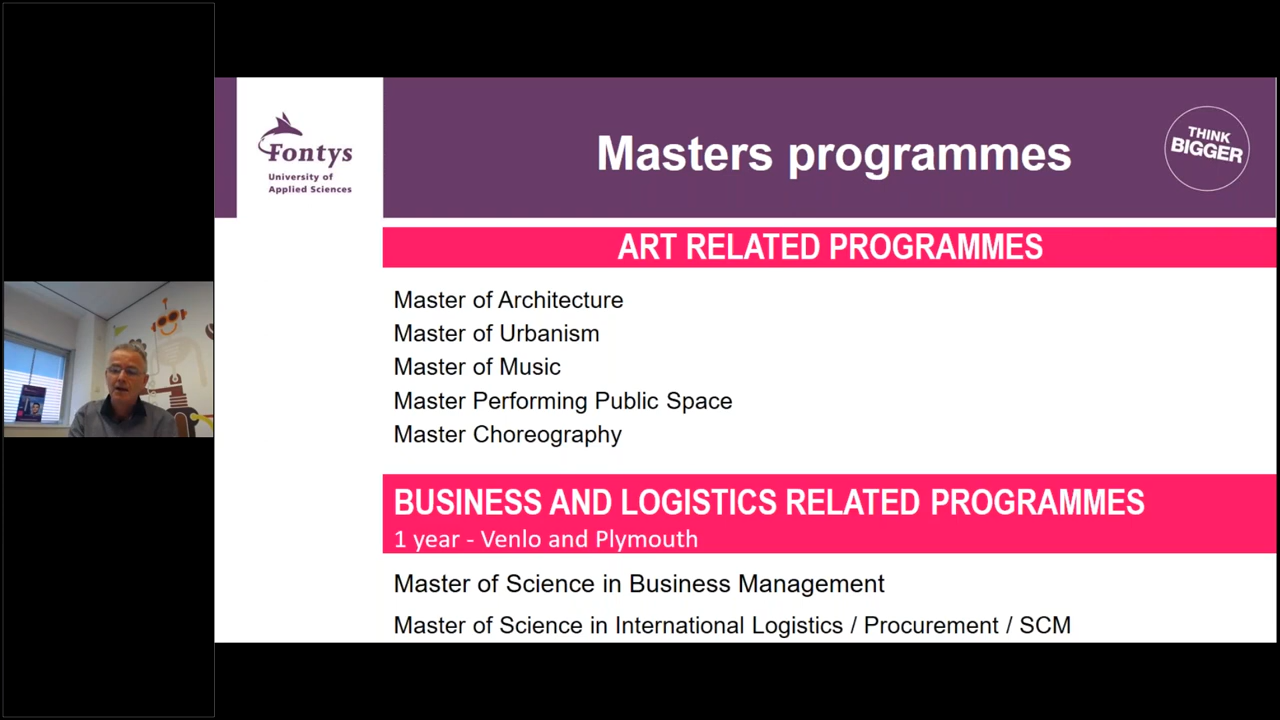 Fontys
University of
Applied Sciences
Masters programmes
THINK
BIGGER
ART RELATED PROGRAMMES
Master of Architecture
Master of Urbanism
Master of Music
Master Performing Public Space
Master Choreography
BUSINESS AND LOGISTICS RELATED PROGRAMMES
1 year - Venlo and Plymouth
Master of Science in Business Management
Master of Science in International Logistics / Procurement / SCM